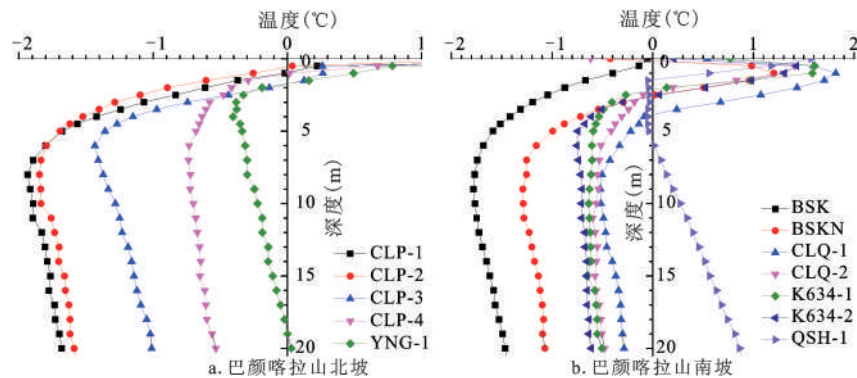 温度(℃)
-2 -1 0 1
0
5
10
15
20
深度(m)
CLP-1
CLP-2
CLP-3
CLP-4
YNG-1
a. 巴颜喀拉山北坡
温度(℃)
-2 -1 0 1 2
0
5
10
15
20
深度(m)
BSK
BSKN
CLQ-1
CLQ-2
K634-1
K634-2
QSH-1
b. 巴颜喀拉山南坡